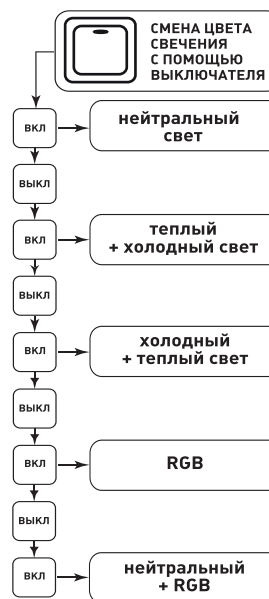 СМЕНА ЦВЕТА
СВЕЧЕНИЯ
С ПОМОЩЬЮ
ВЫКЛЮЧАТЕЛЯ
ВКЛ
нейтральный
свет
ВЫКЛ
ВКЛ
теплый
+ холодный свет
ВЫКЛ
ВКЛ
холодный
+ теплый свет
ВЫКЛ
ВКЛ
RGB
ВЫКЛ
ВКЛ
нейтральный
+ RGB